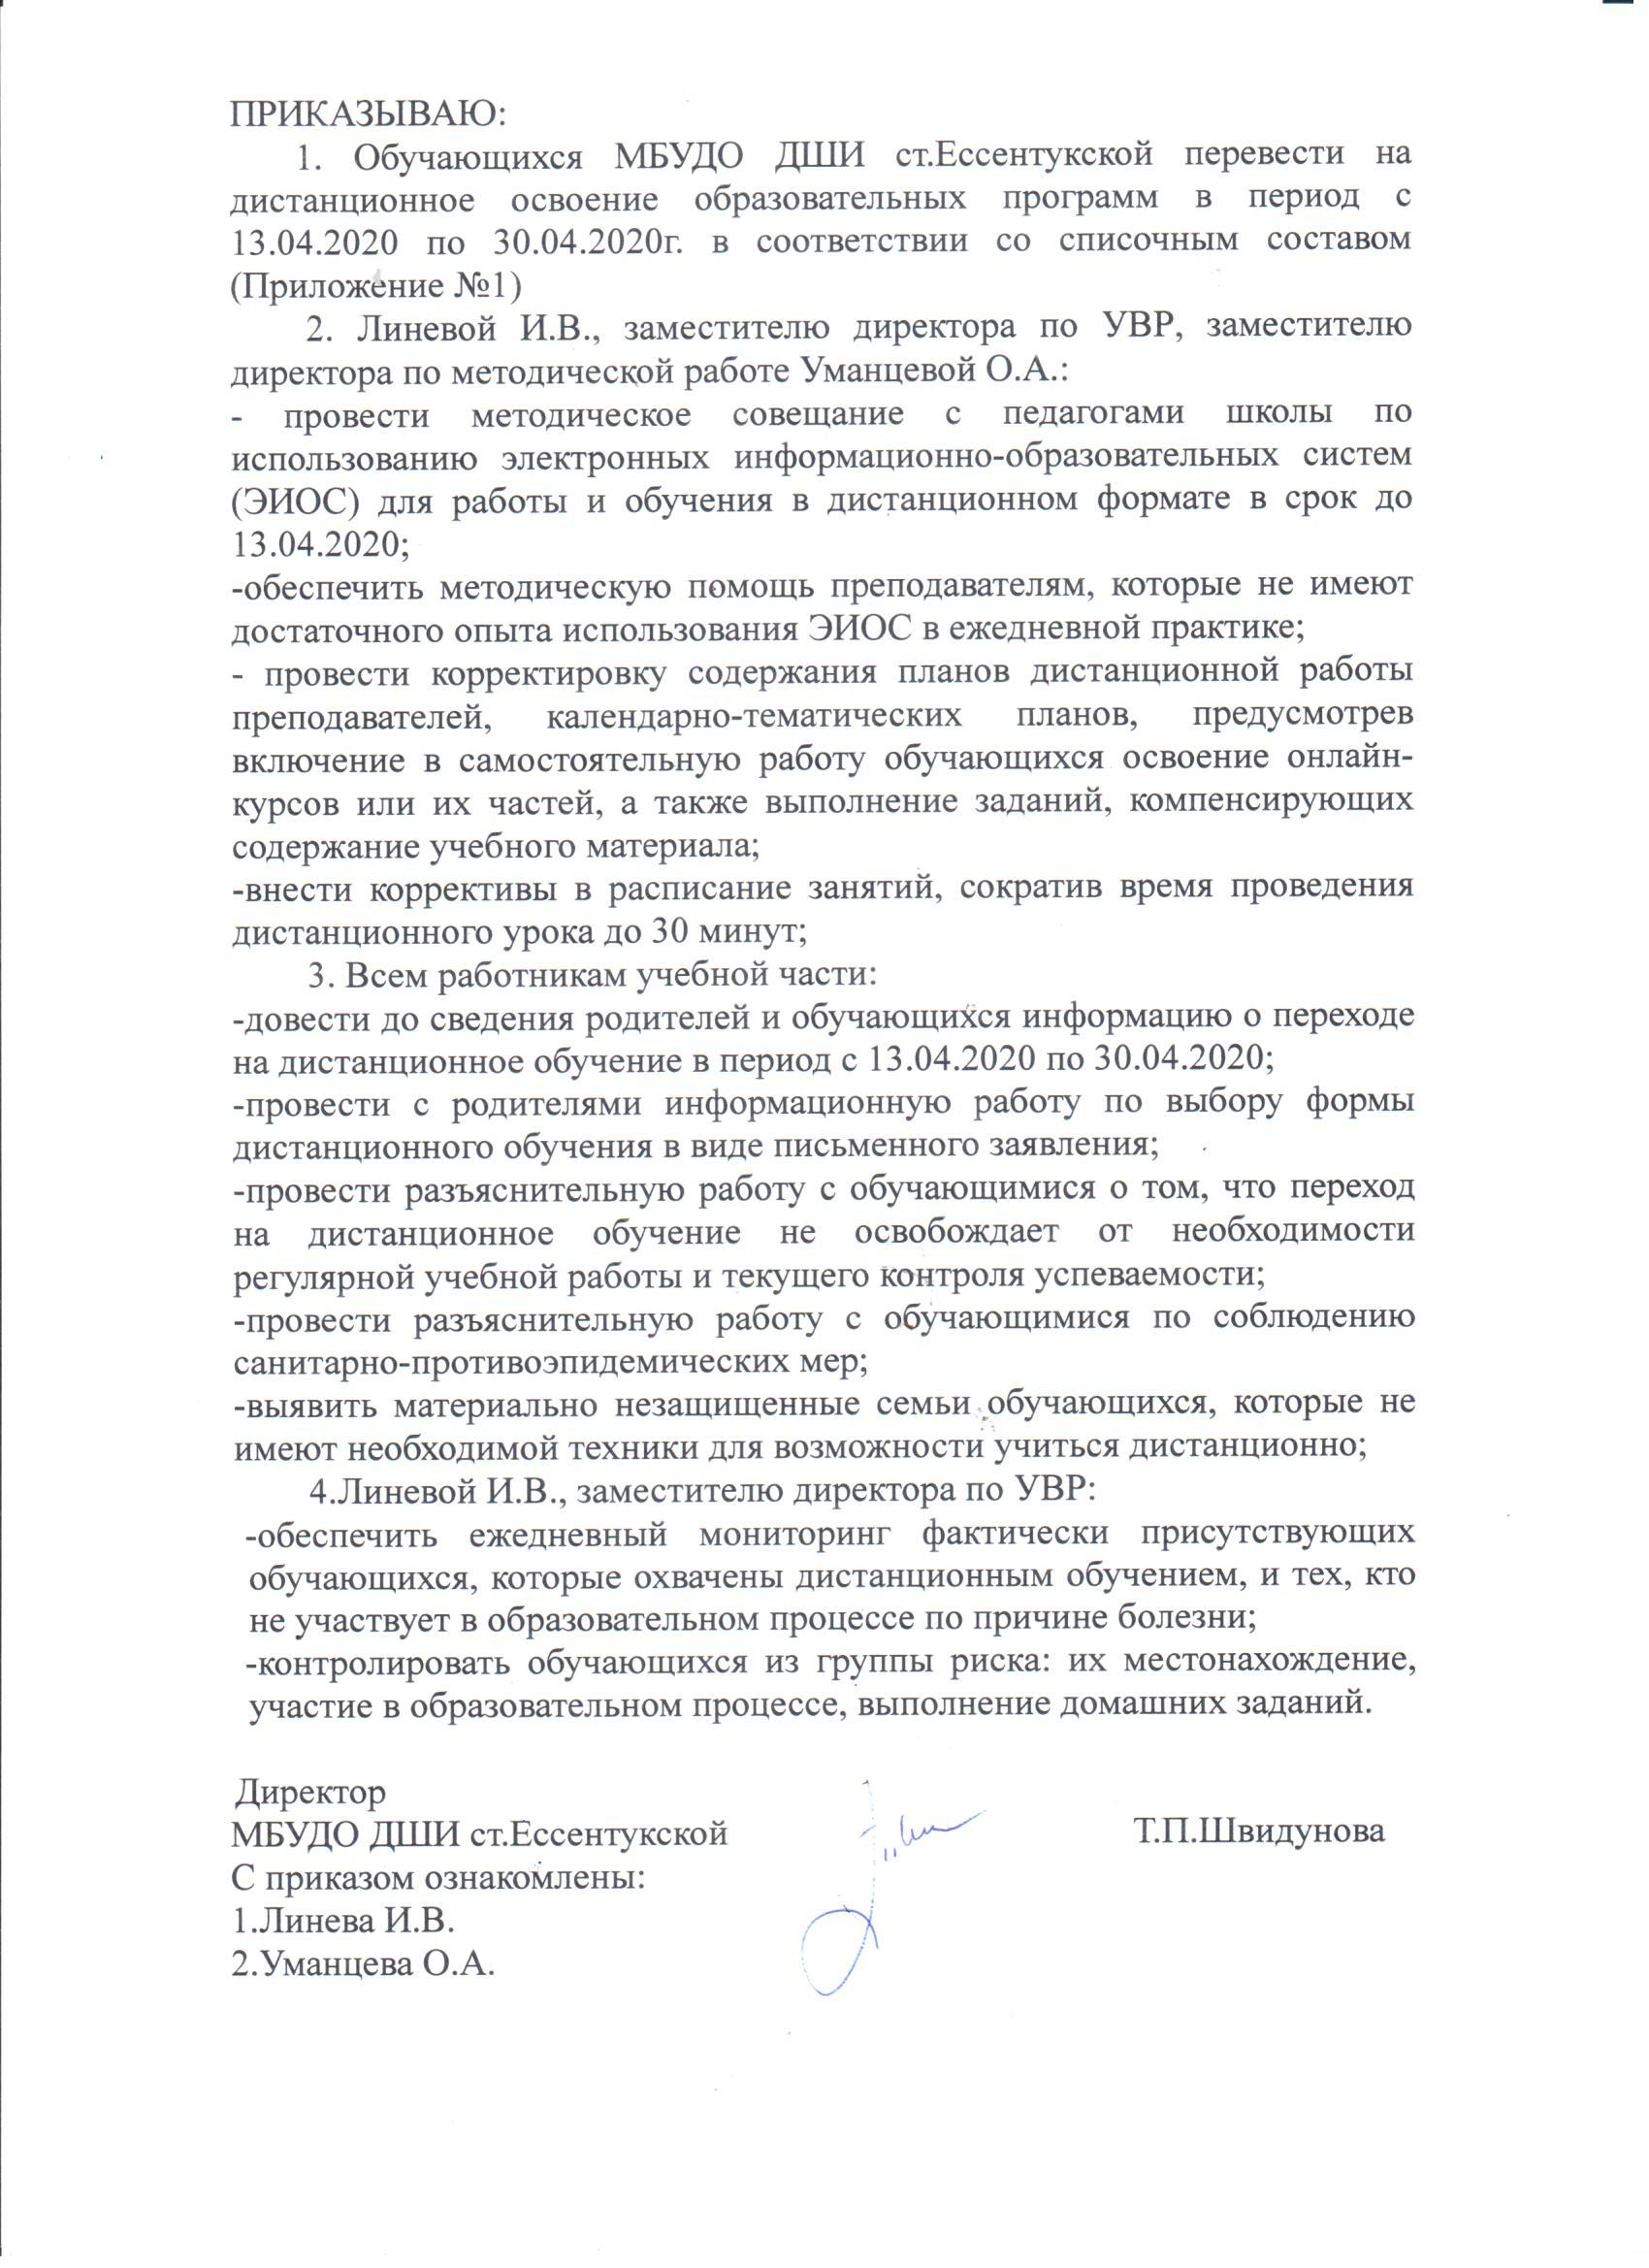 ПРИКАЗЫВАЮ:
1. Обучающихся МБУДО ДШИ ст.Ессентукской перевести на
дистанционное освоение образовательных программ в период с
13.04.2020 по 30.04.2020г. в соответствии со списочным составом
(Приложение №1)
2. Линевой И.В., заместителю директора по УВР, заместителю
директора по методической работе Уманцевой О.А.:
- провести методическое совещание с педагогами школы по
использованию электронных информационно-образовательных систем
(ЭИОС) для работы и обучения в дистанционном формате в срок до
13.04.2020;
-обеспечить методическую помощь преподавателям, которые не имеют
достаточного опыта использования ЭИОС в ежедневной практике;
- провести корректировку содержания планов дистанционной работы
преподавателей, календарно-тематических планов, предусмотрев
включение в самостоятельную работу обучающихся освоение онлайн-
курсов или их частей, а также выполнение заданий, компенсирующих
содержание учебного материала;
-внести коррективы в расписание занятий, сократив время проведения
дистанционного урока до 30 минут;
3. Всем работникам учебной части:
-довести до сведения родителей и обучающихся информацию о переходе
на дистанционное обучение в период с 13.04.2020 по 30.04.2020;
-провести с родителями информационную работу по выбору формы
дистанционного обучения в виде письменного заявления;
-провести разъяснительную работу с обучающимися о том, что переход
на дистанционное обучение не освобождает от необходимости
регулярной учебной работы и текущего контроля успеваемости;
-провести разъяснительную работу с обучающимися по соблюдению
санитарно-противоэпидемических мер;
-выявить материально незащищенные семьи обучающихся, которые не
имеют необходимой техники для возможности учиться дистанционно;
4.Линевой И.В., заместителю директора по УВР:
-обеспечить ежедневный мониторинг фактически присутствующих
обучающихся, которые охвачены дистанционным обучением, и тех, кто
не участвует в образовательном процессе по причине болезни;
-контролировать обучающихся из группы риска: их местонахождение,
участие в образовательном процессе, выполнение домашних заданий.
Директор
МБУДО ДШИ ст.Ессентукской Т.П.Швидунова
С приказом ознакомлены:
1.Линева И.В.
2.Уманцева О.А.